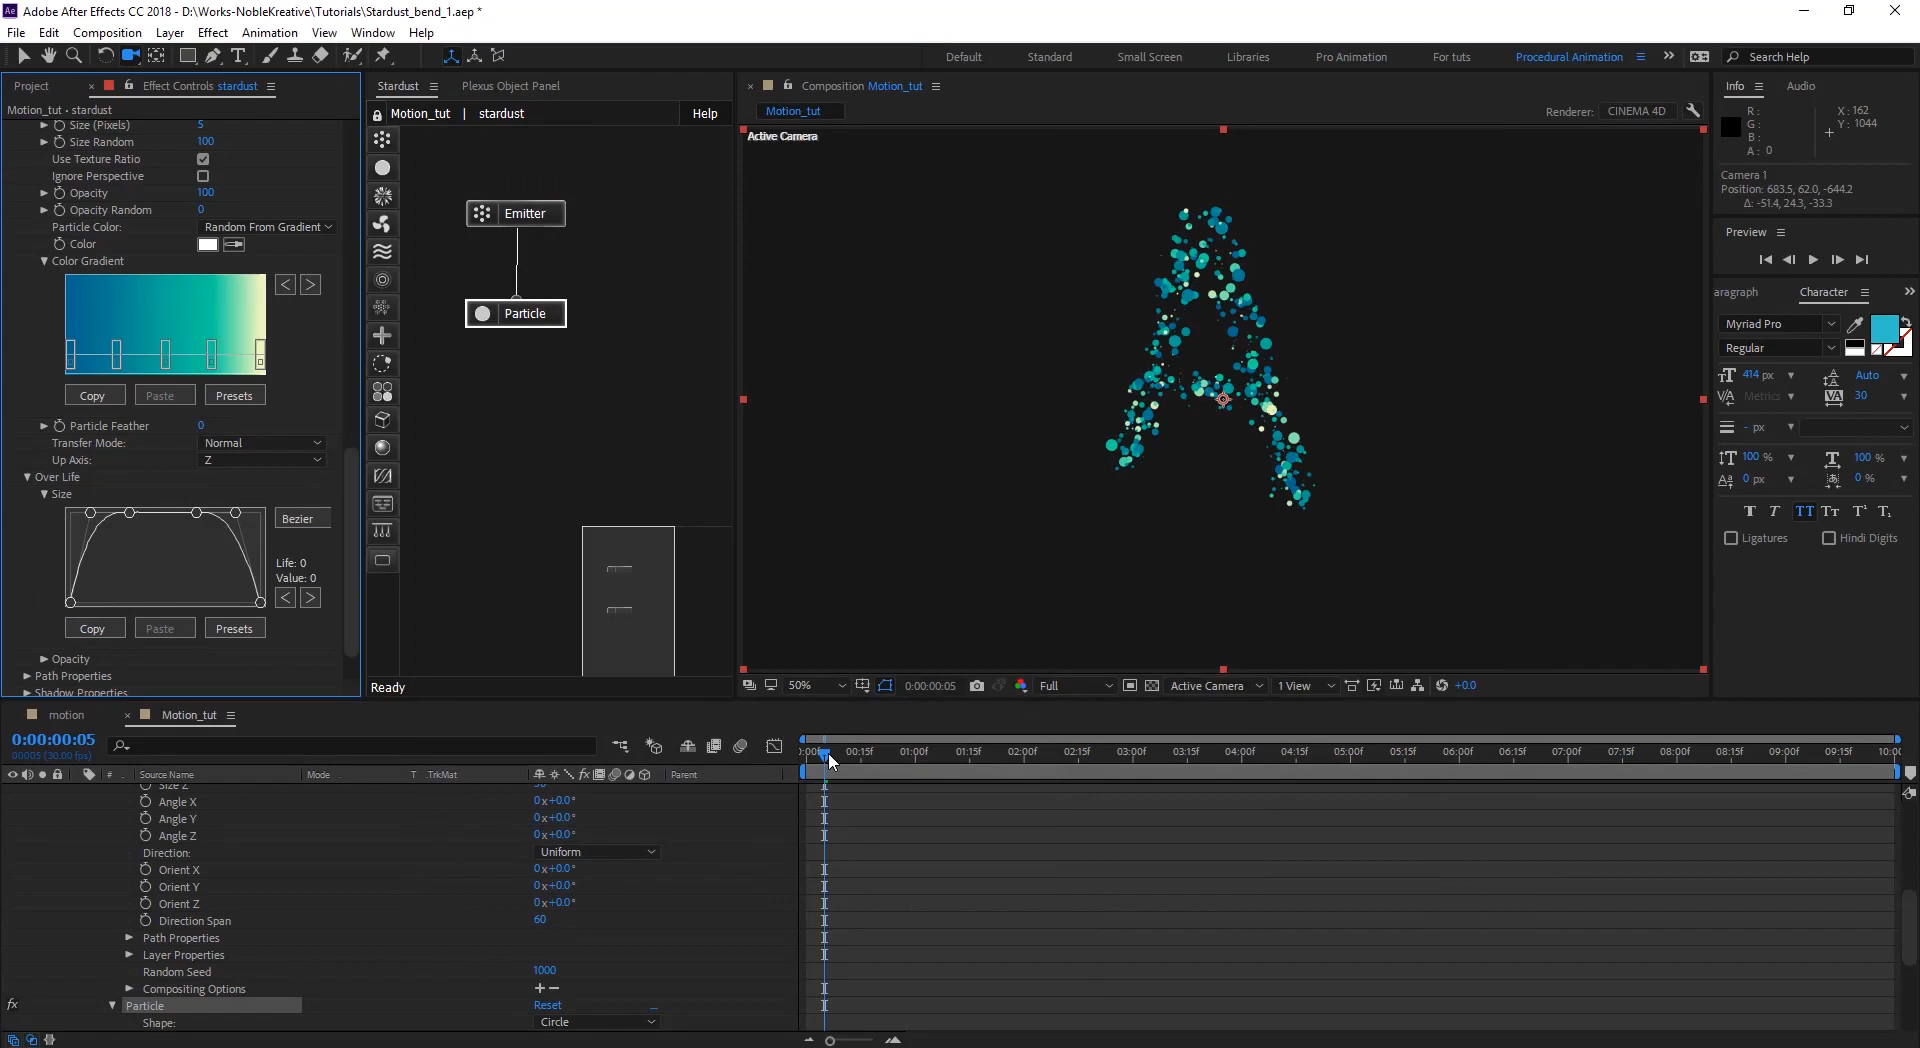 Adobe After Effects CC 2018 - D:\Works-NobleKreative\Tutorials\Stardust_bend_1.aep *
File Edit Composition Layer Effect Animation View Window Help
Default Standard Small Screen Libraries Pro Animation For tuts Procedural Animation Search Help
Project Effect Controls stardust
Motion_tut • stardust
Size (Pixels) 5
Size Random 100
Use Texture Ratio
Ignore Perspective
Opacity 100
Opacity Random 0
Particle Color: Random From Gradient
Color
Color Gradient
< >
Copy Paste Presets
Particle Feather 0
Transfer Mode: Normal
Up Axis: Z
Over Life
Size
Bezier
Life: 0
Value: 0
< >
Copy Paste Presets
Opacity
Path Properties
Shadow Properties
Stardust Plexus Object Panel
Motion_tut | stardust Help
Emitter
Particle
Ready
Composition Motion_tut
Motion_tut
Renderer: CINEMA 4D
Active Camera
50% 0:00:00:05 Full Active Camera 1 View +0.0
Info Audio
R :
G :
B :
A : 0
X : 162
Y : 1044
Camera 1
Position: 683.5, 62.0, -644.2
Δ: -51.4, 24.3, -33.3
Preview
aragraph Character
Myriad Pro
Regular
414 px Auto
Metrics 30
- px
100 % 100 %
0 px 0 %
T T TT Tт T¹ T₁
Ligatures Hindi Digits
motion Motion_tut
0:00:00:05
00005 (30.00 fps)
# Source Name Mode T .TrkMat Parent
:00f 00:15f 01:00f 01:15f 02:00f 02:15f 03:00f 03:15f 04:00f 04:15f 05:00f 05:15f 06:00f 06:15f 07:00f 07:15f 08:00f 08:15f 09:00f 09:15f 10:00
Size Z 50
Angle X 0x+0.0°
Angle Y 0x+0.0°
Angle Z 0x+0.0°
Direction: Uniform
Orient X 0x+0.0°
Orient Y 0x+0.0°
Orient Z 0x+0.0°
Direction Span 60
Path Properties
Layer Properties
Random Seed 1000
Compositing Options + −
fx Particle Reset
Shape: Circle